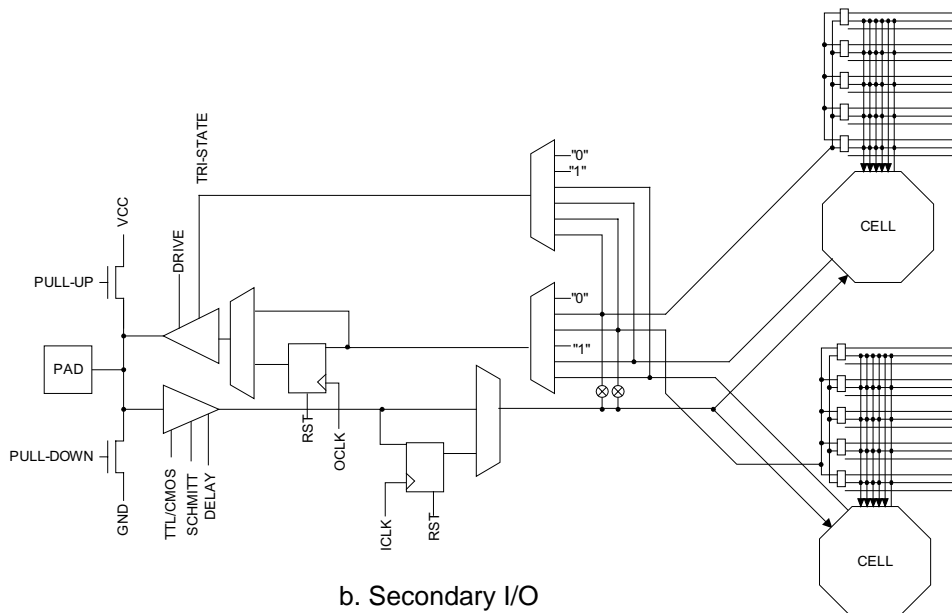 TRI-STATE
"0"
"1"
VCC
DRIVE
CELL
PULL-UP
"0"
"1"
PAD
RST
OCLK
PULL-DOWN
GND
TTL/CMOS
SCHMITT
DELAY
ICLK
RST
CELL
b. Secondary I/O